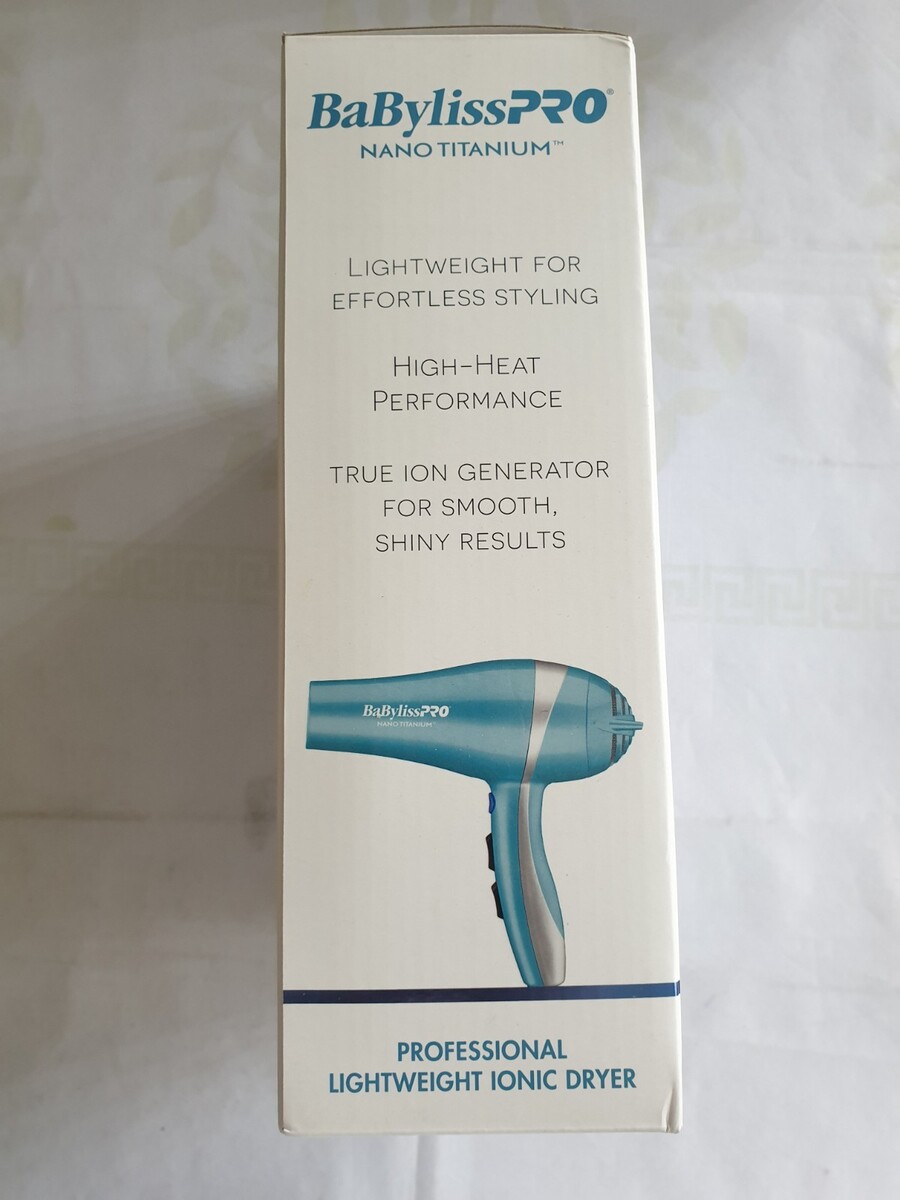 BaBylissPRO®
NANO TITANIUM™
LIGHTWEIGHT FOR
EFFORTLESS STYLING
HIGH-HEAT
PERFORMANCE
TRUE ION GENERATOR
FOR SMOOTH,
SHINY RESULTS
BaBylissPRO
NANO TITANIUM™
PROFESSIONAL
LIGHTWEIGHT IONIC DRYER